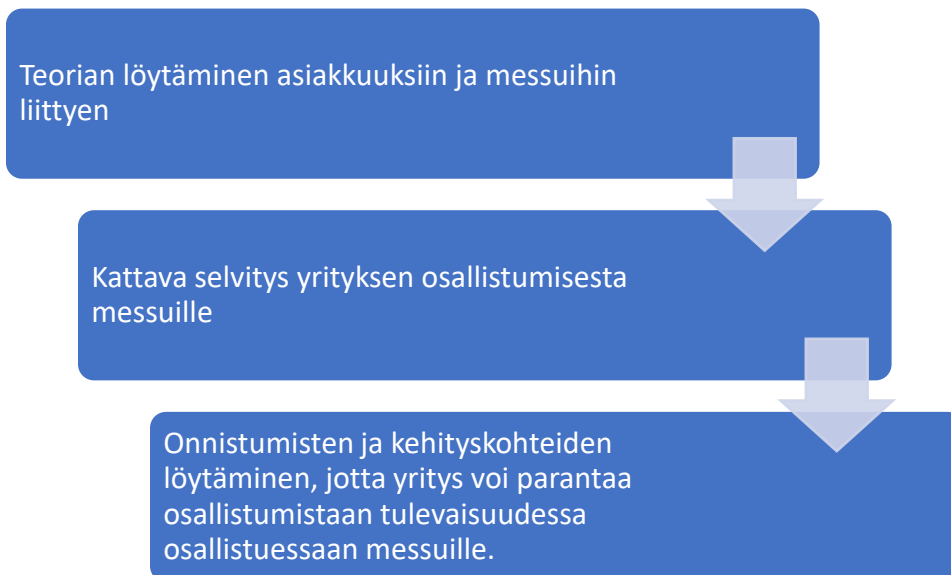 Teorian löytäminen asiakkuuksiin ja messuihin
liittyen
Kattava selvitys yrityksen osallistumisesta
messuille
Onnistumisten ja kehityskohteiden
löytäminen, jotta yritys voi parantaa
osallistumistaan tulevaisuudessa
osallistuessaan messuille.